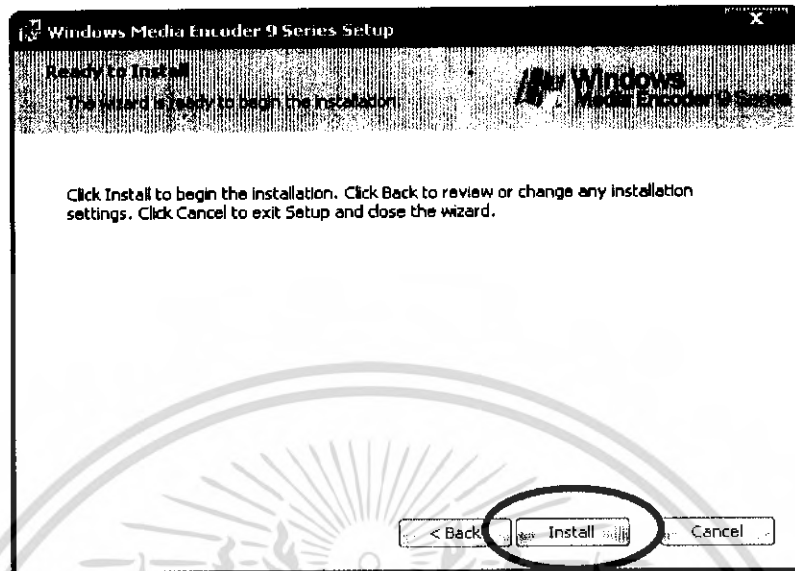 Windows Media Encoder 9 Series Setup
X
Ready to Install
The wizard is ready to begin the installation
Windows
Media Encoder 9 Series
Click Install to begin the installation. Click Back to review or change any installation
settings. Click Cancel to exit Setup and close the wizard.
< Back
Install
Cancel